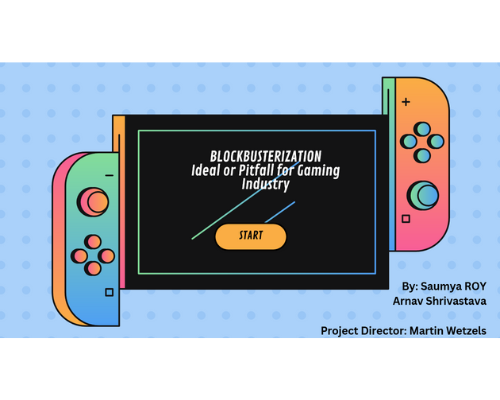 BLOCKBUSTERIZATION
Ideal or Pitfall for Gaming
Industry
START
By: Saumya ROY
Arnav Shrivastava
Project Director: Martin Wetzels